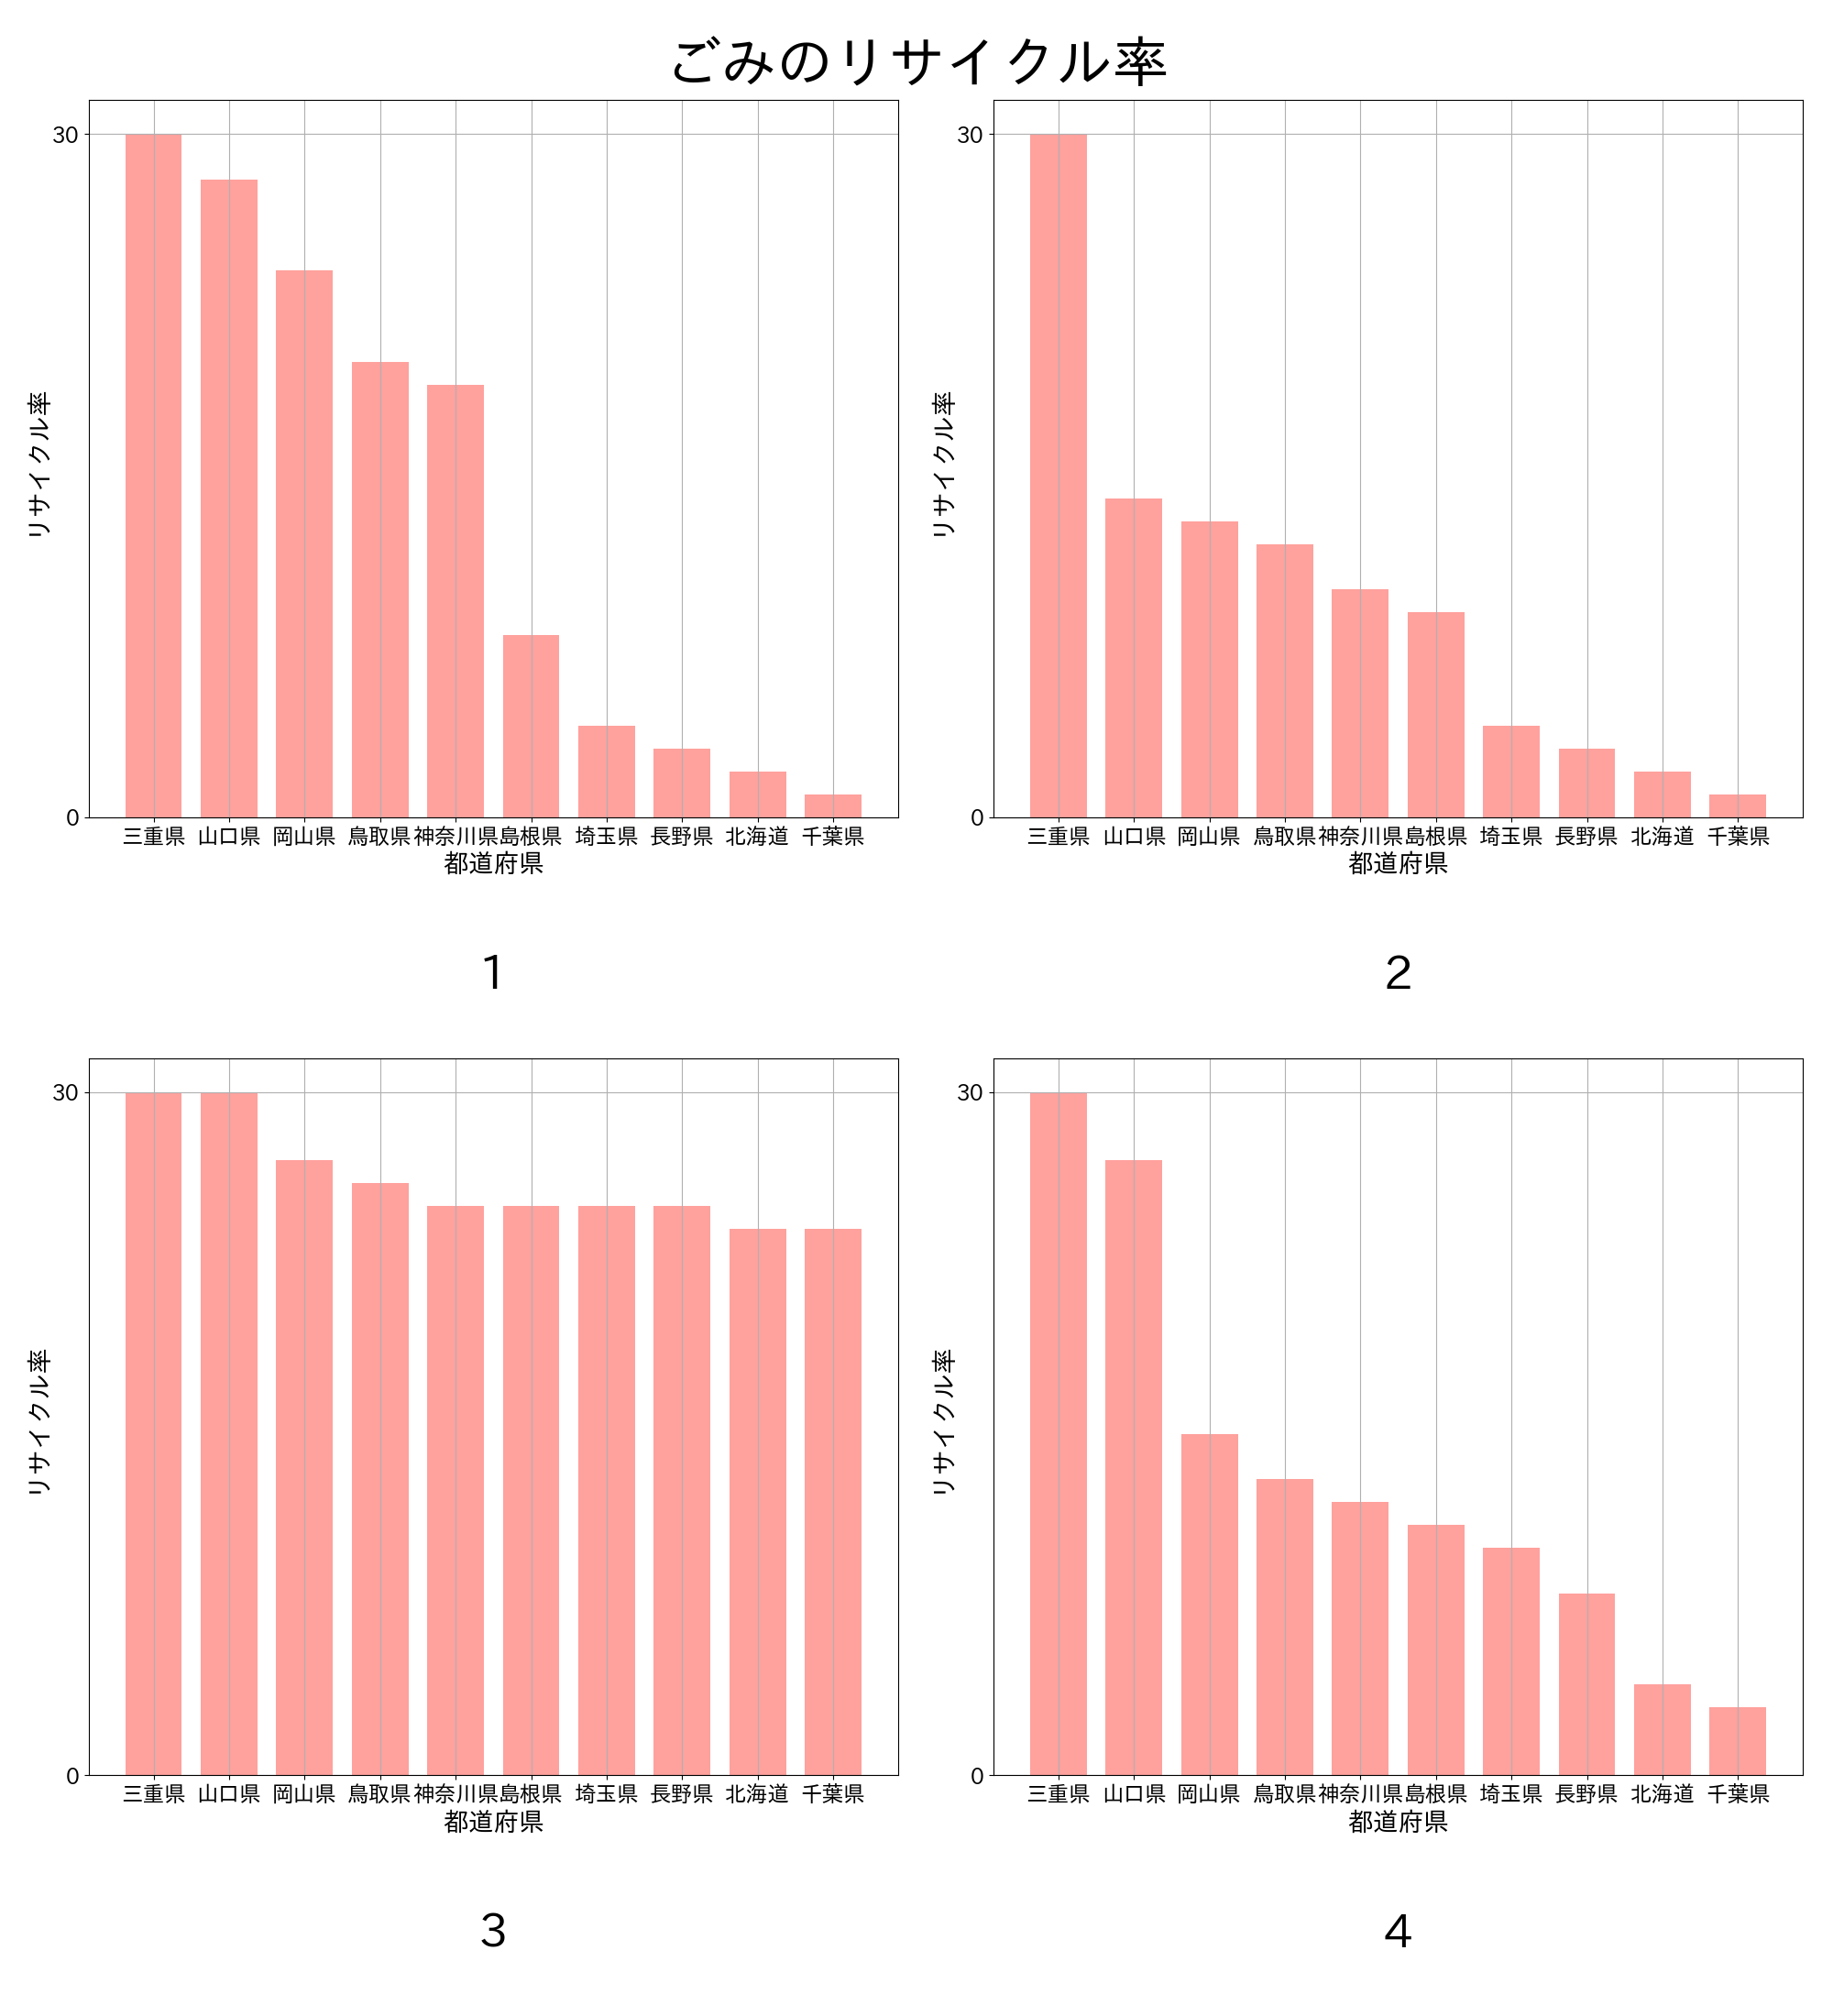 ごみのリサイクル率
30
0
リサイクル率
三重県 山口県 岡山県 鳥取県 神奈川県 島根県 埼玉県 長野県 北海道 千葉県
都道府県
1
30
0
リサイクル率
三重県 山口県 岡山県 鳥取県 神奈川県 島根県 埼玉県 長野県 北海道 千葉県
都道府県
2
30
0
リサイクル率
三重県 山口県 岡山県 鳥取県 神奈川県 島根県 埼玉県 長野県 北海道 千葉県
都道府県
3
30
0
リサイクル率
三重県 山口県 岡山県 鳥取県 神奈川県 島根県 埼玉県 長野県 北海道 千葉県
都道府県
4